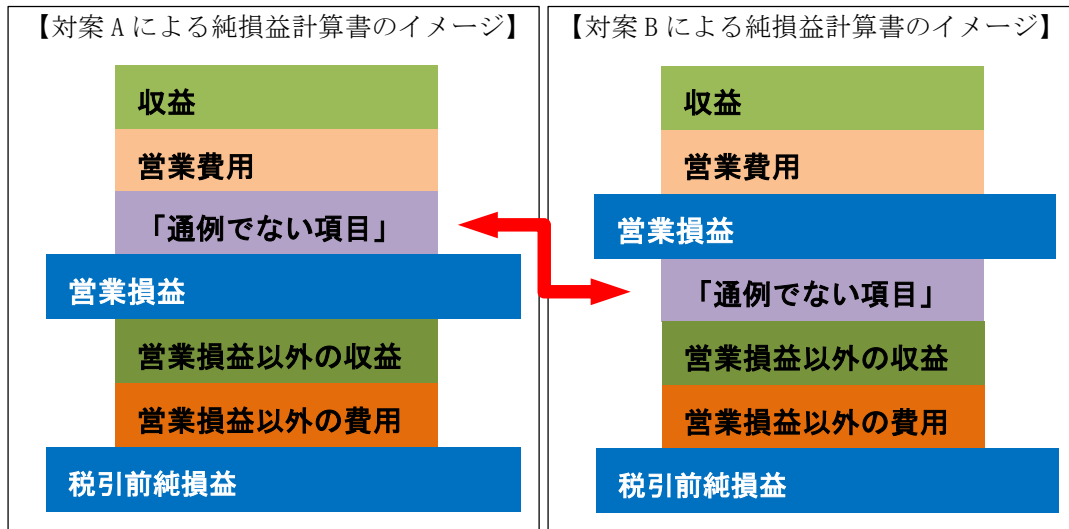 【対案 A による純損益計算書のイメージ】
収益
営業費用
「通例でない項目」
営業損益
営業損益以外の収益
営業損益以外の費用
税引前純損益
【対案 B による純損益計算書のイメージ】
収益
営業費用
営業損益
「通例でない項目」
営業損益以外の収益
営業損益以外の費用
税引前純損益